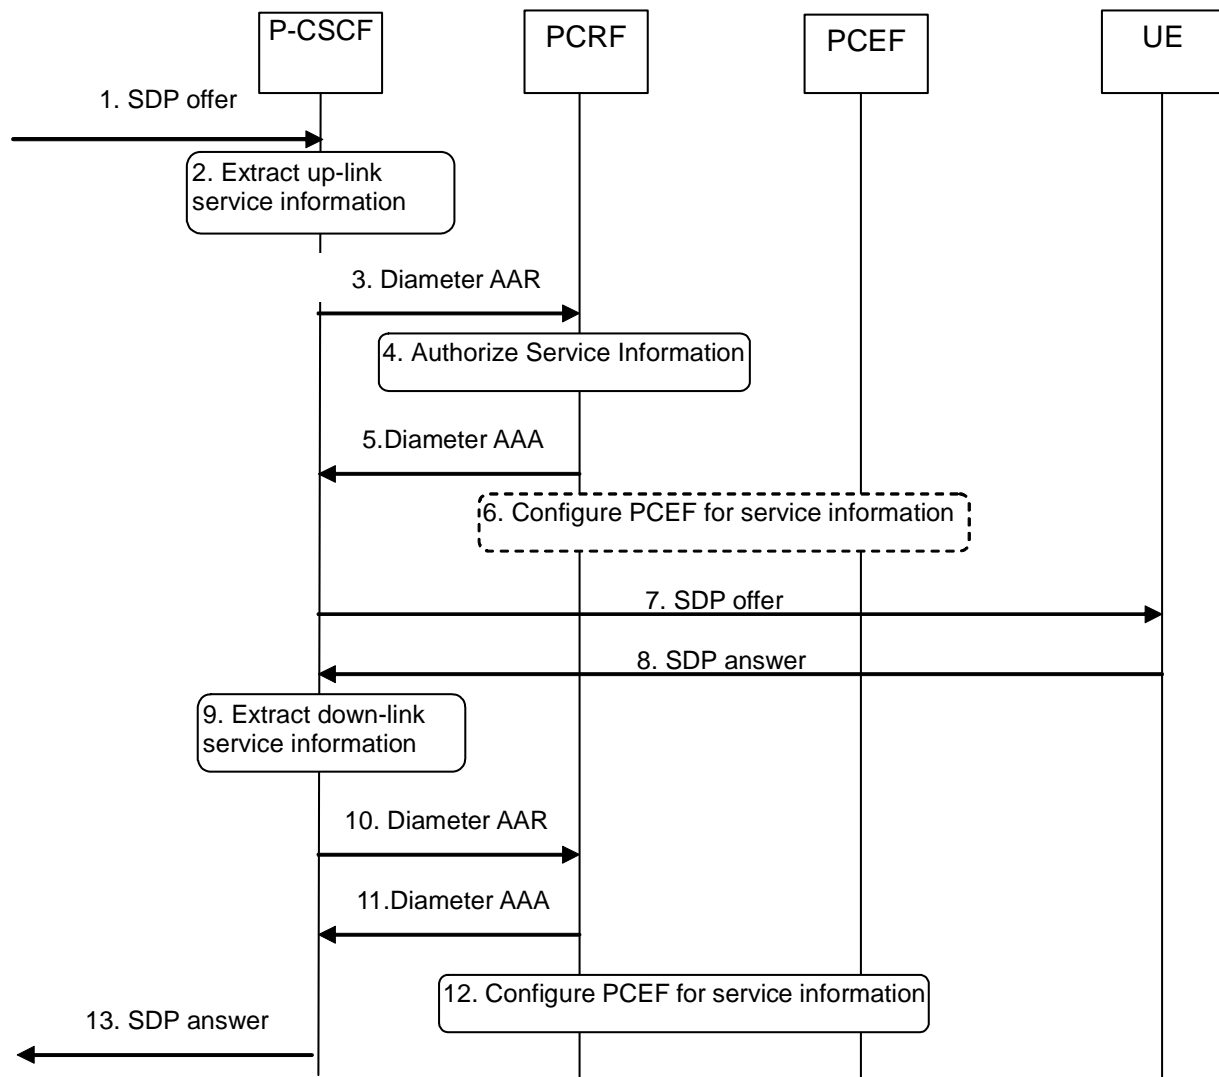 P-CSCF
PCRF
PCEF
UE
1. SDP offer
2. Extract up-link
service information
3. Diameter AAR
4. Authorize Service Information
5.Diameter AAA
6. Configure PCEF for service information
7. SDP offer
8. SDP answer
9. Extract down-link
service information
10. Diameter AAR
11.Diameter AAA
12. Configure PCEF for service information
13. SDP answer